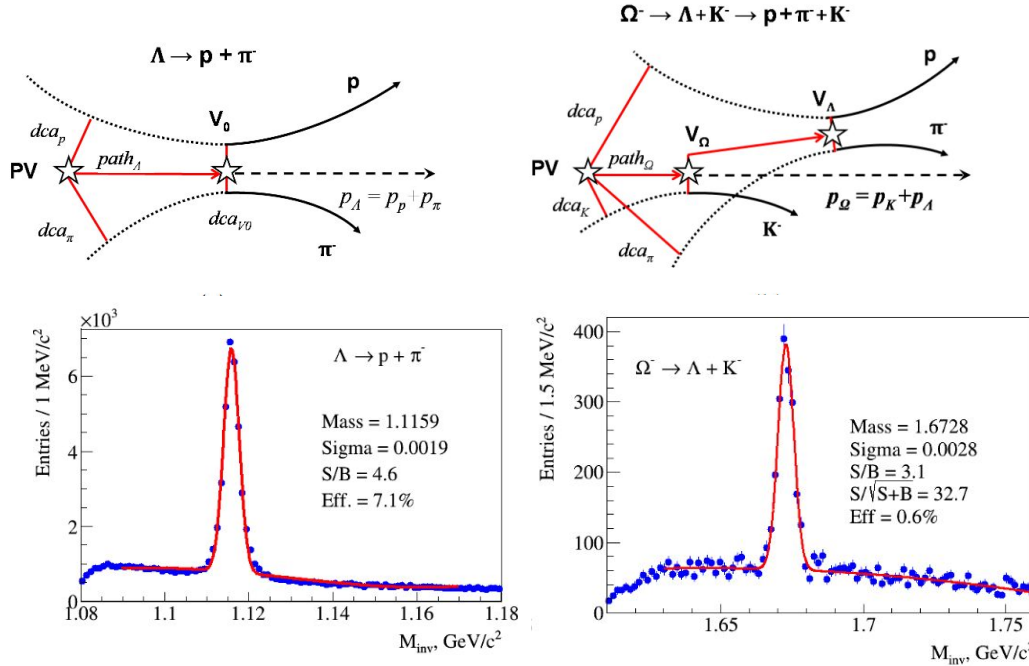 Λ → p + π⁻
p
V₀
dcaₚ
PV
path_Λ
p_Λ = pₚ+p_π
dca_V0
dca_π
π⁻
Ω⁻ → Λ + K⁻ → p + π⁻ + K⁻
p
V_Λ
dcaₚ
V_Ω
π⁻
PV
path_Ω
p_Ω = p_K+p_Λ
dca_K
K⁻
dca_π
×10³
Entries / 1 MeV/c²
6
4
2
0
Λ → p + π⁻
Mass = 1.1159
Sigma = 0.0019
S/B = 4.6
Eff. = 7.1%
1.08 1.1 1.12 1.14 1.16 1.18
M_inv, GeV/c²
Entries / 1.5 MeV/c²
400
320
240
160
80
0
Ω⁻ → Λ + K⁻
Mass = 1.6728
Sigma = 0.0028
S/B = 3.1
S/√S+B = 32.7
Eff = 0.6%
1.65 1.7 1.75
M_inv, GeV/c²